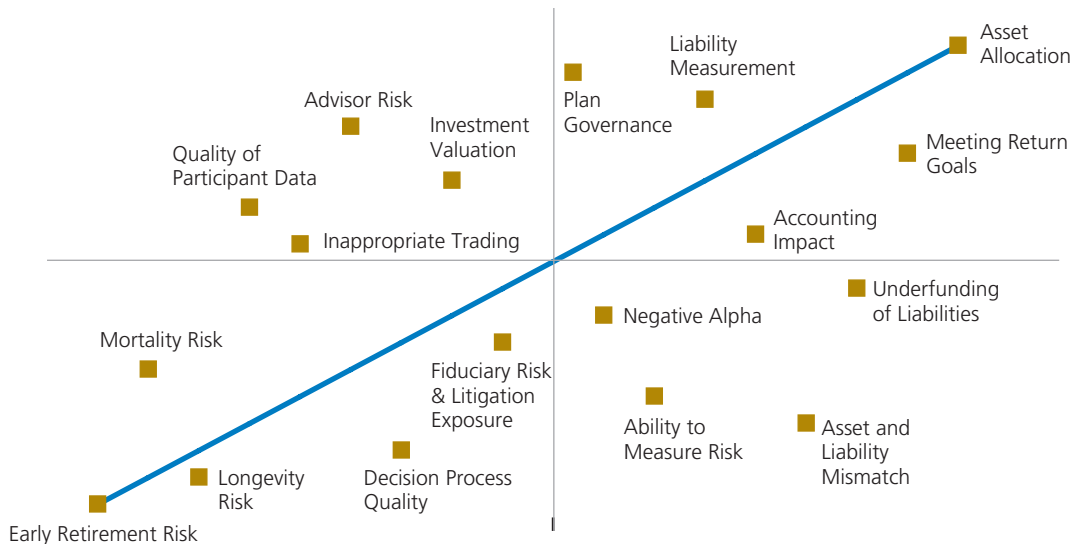 Asset
Allocation
Liability
Measurement
Plan
Governance
Advisor Risk
Investment
Valuation
Meeting Return
Goals
Quality of
Participant Data
Accounting
Impact
Inappropriate Trading
Underfunding
of Liabilities
Negative Alpha
Mortality Risk
Fiduciary Risk
& Litigation
Exposure
Ability to
Measure Risk
Asset and
Liability
Mismatch
Longevity
Risk
Decision Process
Quality
Early Retirement Risk